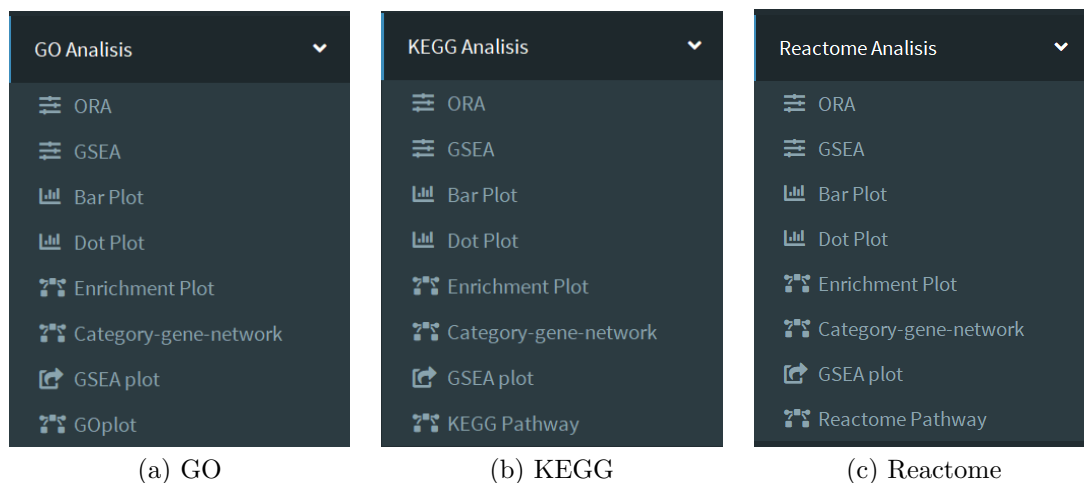 GO Analisis
ORA
GSEA
Bar Plot
Dot Plot
Enrichment Plot
Category-gene-network
GSEA plot
GOplot
(a) GO
KEGG Analisis
ORA
GSEA
Bar Plot
Dot Plot
Enrichment Plot
Category-gene-network
GSEA plot
KEGG Pathway
(b) KEGG
Reactome Analisis
ORA
GSEA
Bar Plot
Dot Plot
Enrichment Plot
Category-gene-network
GSEA plot
Reactome Pathway
(c) Reactome